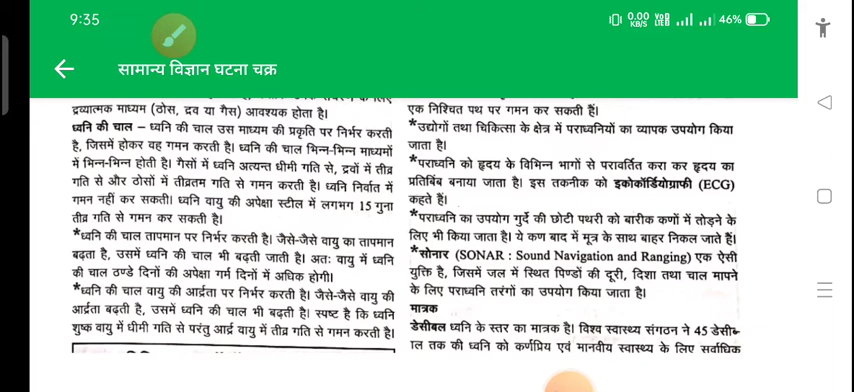 9:35
0.00
KB/S
46%
सामान्य विज्ञान घटना चक्र
द्रव्यात्मक माध्यम (ठोस, द्रव या गैस) आवश्यक होता है।
ध्वनि की चाल – ध्वनि की चाल उस माध्यम की प्रकृति पर निर्भर करती
है, जिसमें होकर वह गमन करती है। ध्वनि की चाल भिन्न-भिन्न माध्यमों
में भिन्न-भिन्न होती है। गैसों में ध्वनि अत्यन्त धीमी गति से, द्रवों में तीव्र
गति से और ठोसों में तीव्रतम गति से गमन करती है। ध्वनि निर्वात में
गमन नहीं कर सकती। ध्वनि वायु की अपेक्षा स्टील में लगभग 15 गुना
तीव्र गति से गमन कर सकती है।
*ध्वनि की चाल तापमान पर निर्भर करती है। जैसे-जैसे वायु का तापमान
बढ़ता है, उसमें ध्वनि की चाल भी बढ़ती जाती है। अतः वायु में ध्वनि
की चाल ठण्डे दिनों की अपेक्षा गर्म दिनों में अधिक होगी।
*ध्वनि की चाल वायु की आर्द्रता पर निर्भर करती है। जैसे-जैसे वायु की
आर्द्रता बढ़ती है, उसमें ध्वनि की चाल भी बढ़ती है। स्पष्ट है कि ध्वनि
शुष्क वायु में धीमी गति से परंतु आर्द्र वायु में तीव्र गति से गमन करती है।
एक निश्चित पथ पर गमन कर सकती हैं।
*उद्योगों तथा चिकित्सा के क्षेत्र में पराध्वनियों का व्यापक उपयोग किया
जाता है।
*पराध्वनि को हृदय के विभिन्न भागों से परावर्तित करा कर हृदय का
प्रतिबिंब बनाया जाता है। इस तकनीक को इकोकॉर्डियोग्राफी (ECG)
कहते हैं।
*पराध्वनि का उपयोग गुर्दे की छोटी पथरी को बारीक कणों में तोड़ने के
लिए भी किया जाता है। ये कण बाद में मूत्र के साथ बाहर निकल जाते हैं।
*सोनार (SONAR : Sound Navigation and Ranging) एक ऐसी
युक्ति है, जिसमें जल में स्थित पिण्डों की दूरी, दिशा तथा चाल मापने
के लिए पराध्वनि तरंगों का उपयोग किया जाता है।
मात्रक
डेसीबल ध्वनि के स्तर का मात्रक है। विश्व स्वास्थ्य संगठन ने 45 डेसीब
ल तक की ध्वनि को कर्णप्रिय एवं मानवीय स्वास्थ्य के लिए सर्वाधिक